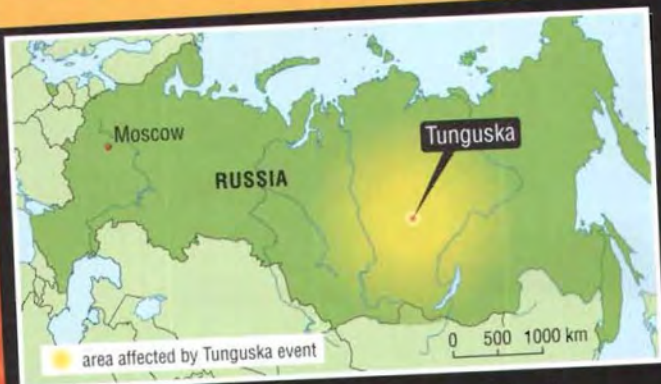 Moscow
Tunguska
RUSSIA
0 500 1000 km
area affected by Tunguska event